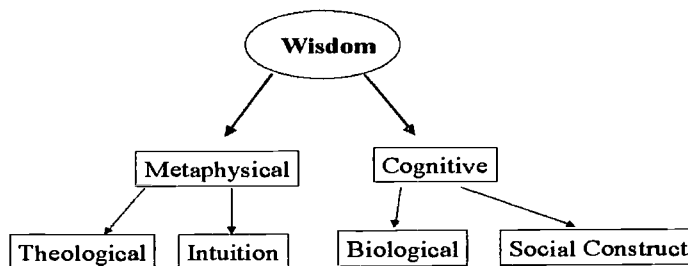 Wisdom
Metaphysical
Cognitive
Theological
Intuition
Biological
Social Construct